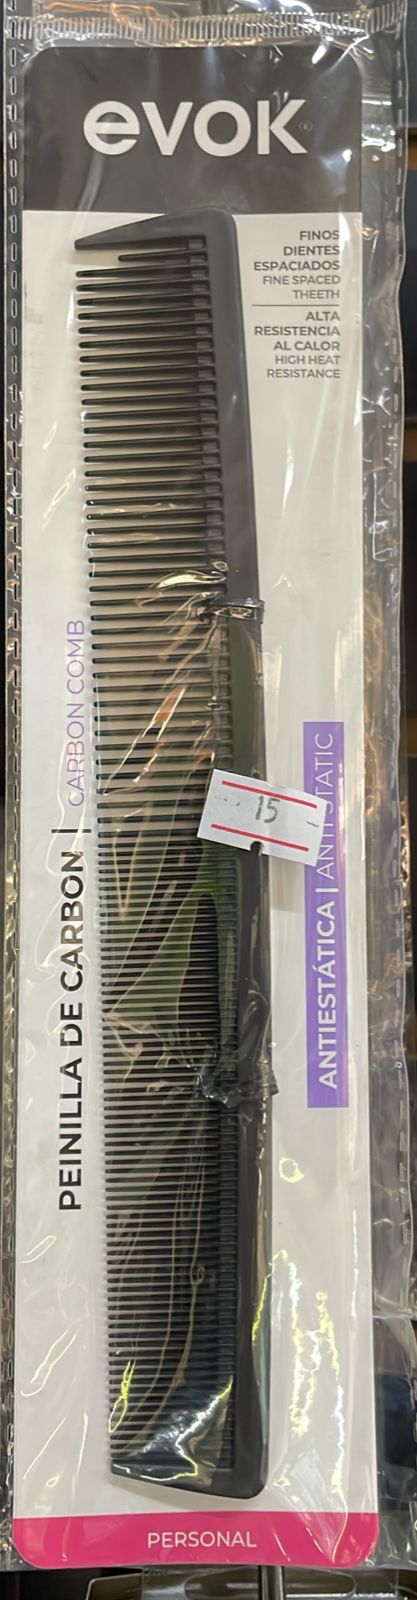 evok
FINOS
DIENTES
ESPACIADOS
FINE SPACED
THEETH
ALTA
RESISTENCIA
AL CALOR
HIGH HEAT
RESISTANCE
PEINILLA DE CARBON | CARBON COMB
15
ANTIESTÁTICA | ANTISTATIC
PERSONAL